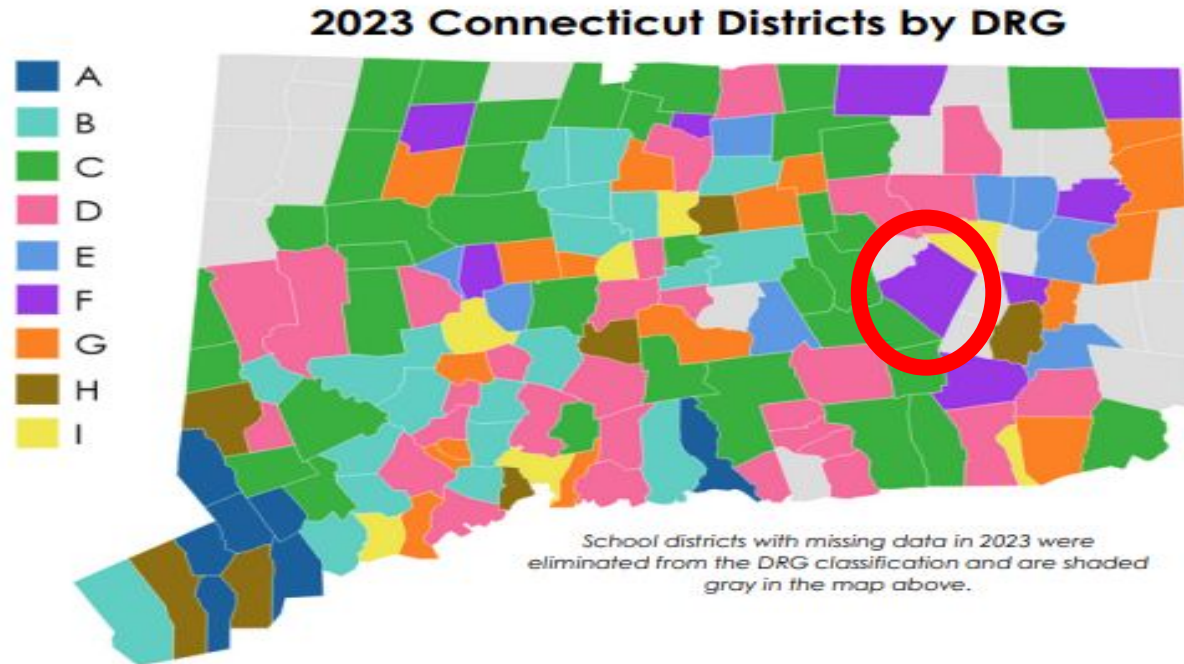 2023 Connecticut Districts by DRG
A
B
C
D
E
F
G
H
I
School districts with missing data in 2023 were
eliminated from the DRG classification and are shaded
gray in the map above.